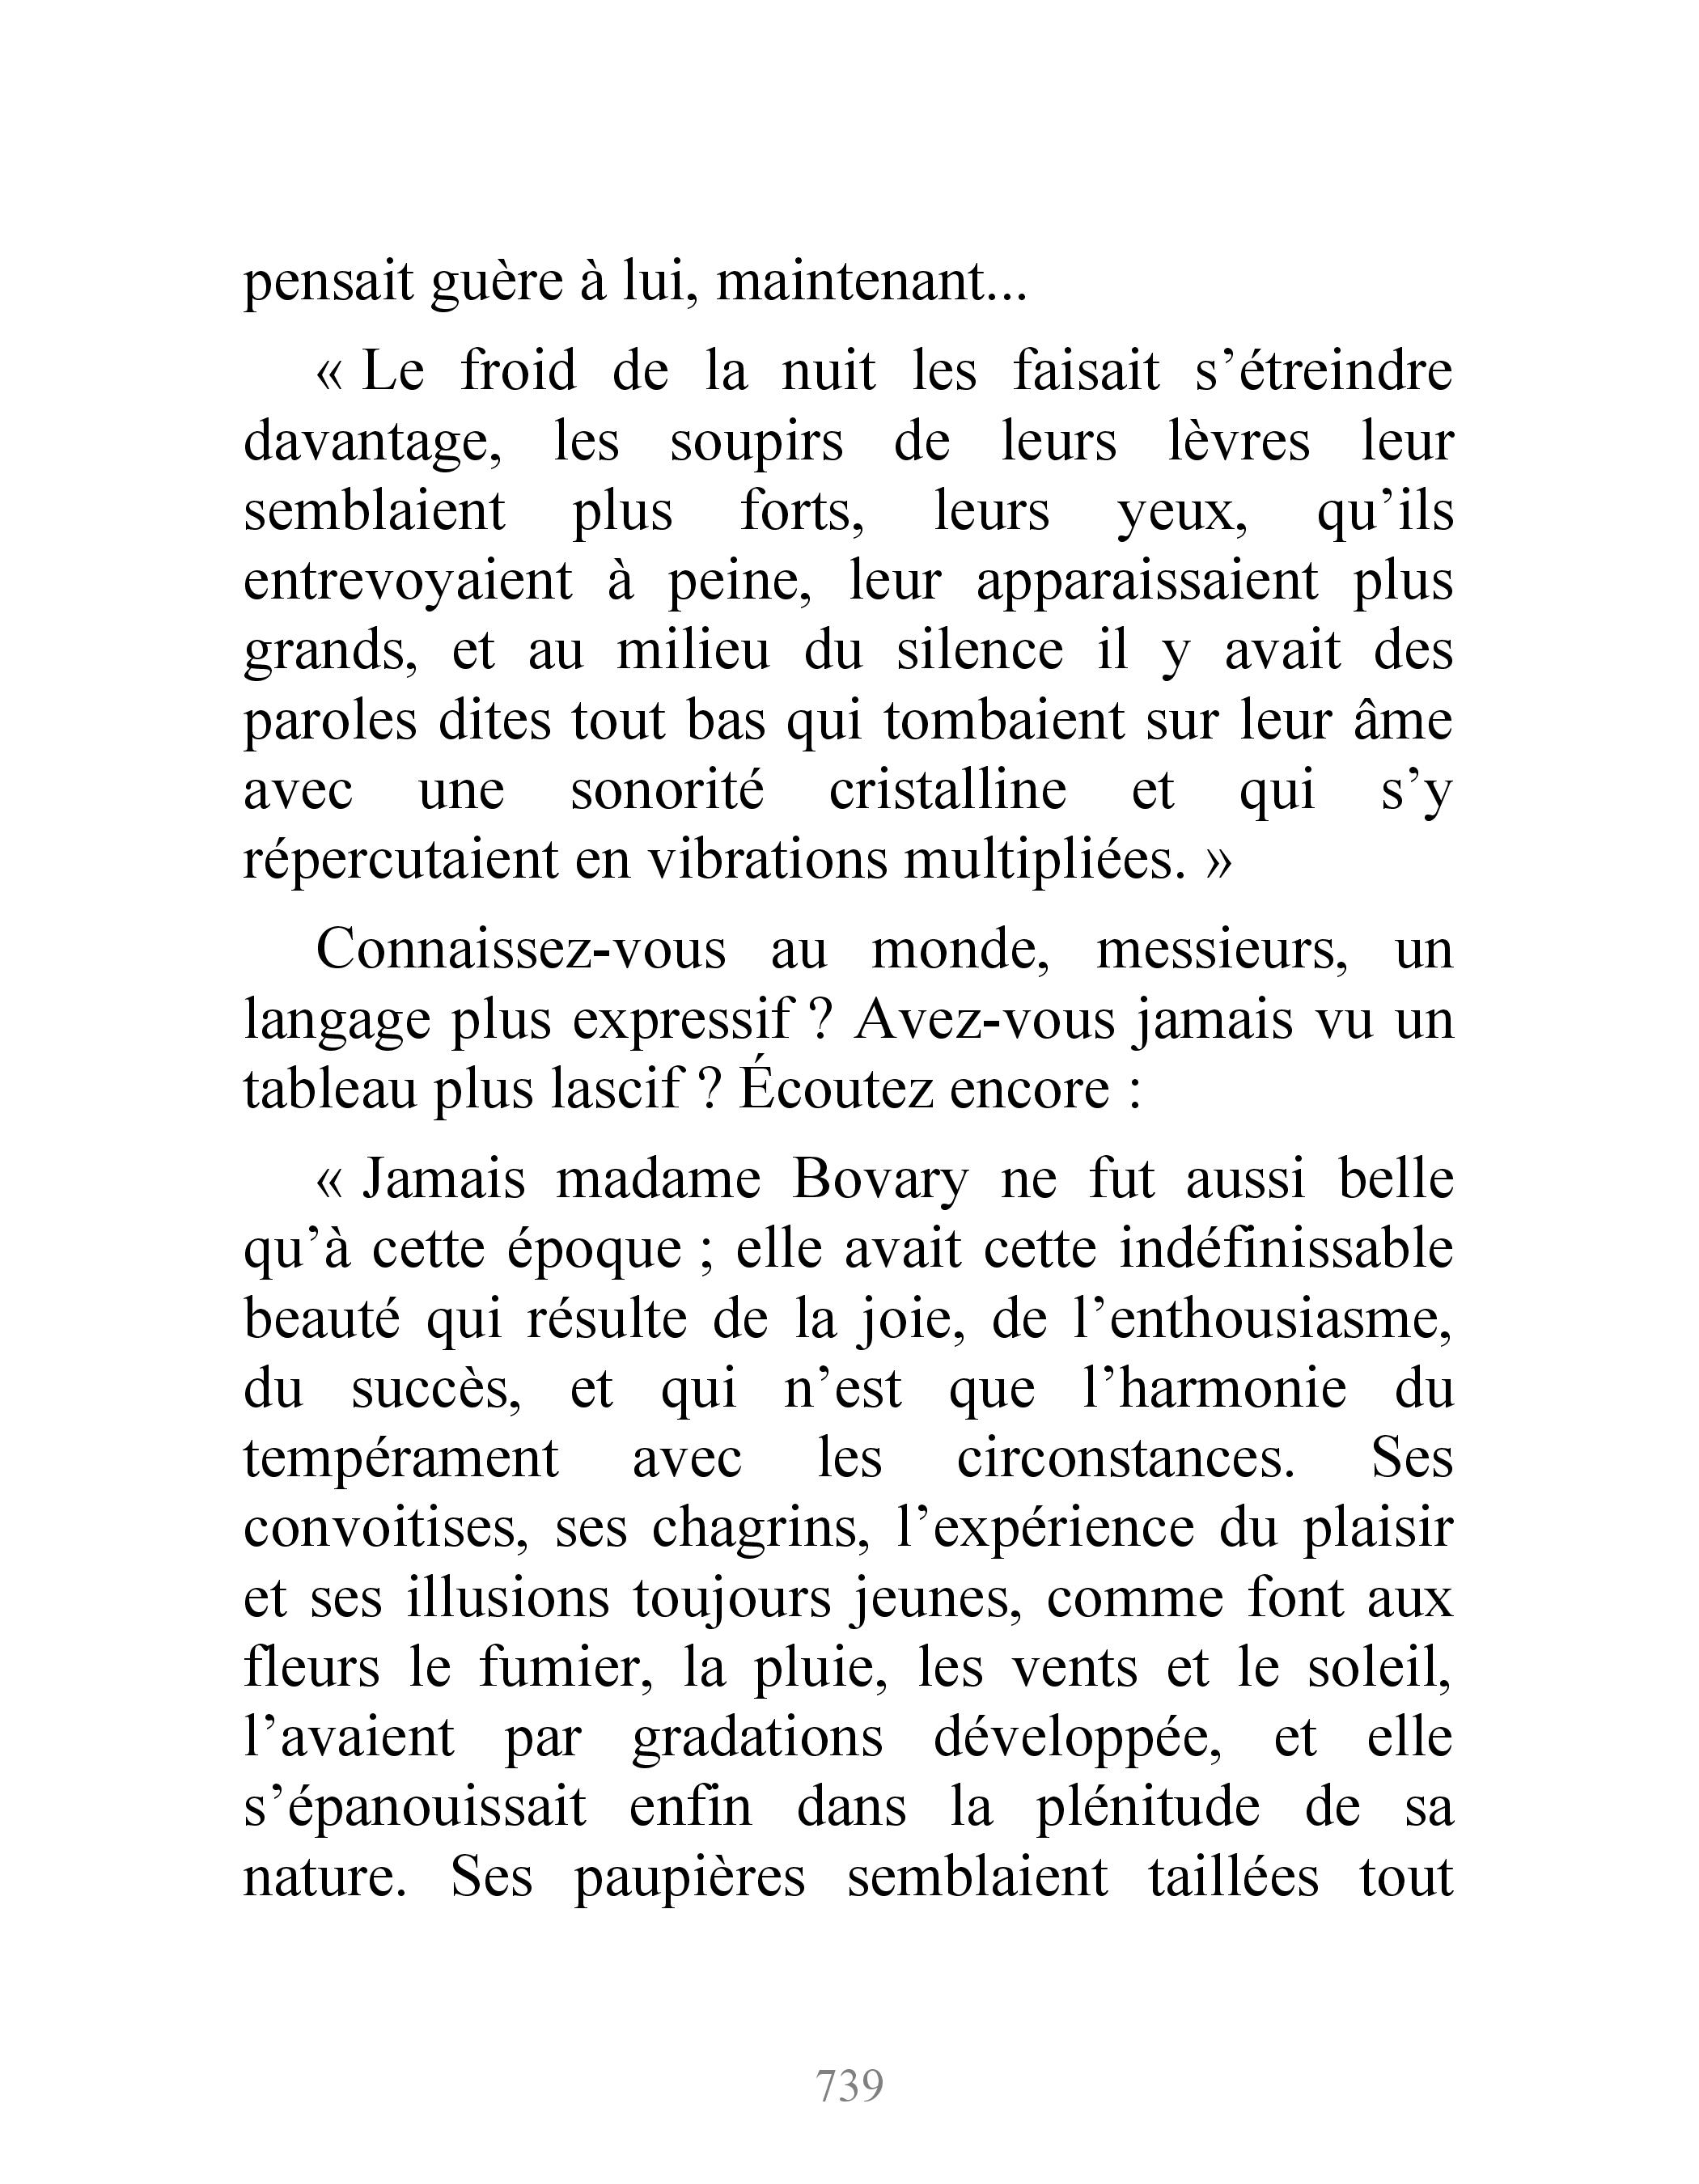 pensait guère à lui, maintenant...
« Le froid de la nuit les faisait s’étreindre
davantage, les soupirs de leurs lèvres leur
semblaient plus forts, leurs yeux, qu’ils
entrevoyaient à peine, leur apparaissaient plus
grands, et au milieu du silence il y avait des
paroles dites tout bas qui tombaient sur leur âme
avec une sonorité cristalline et qui s’y
répercutaient en vibrations multipliées. »
Connaissez-vous au monde, messieurs, un
langage plus expressif ? Avez-vous jamais vu un
tableau plus lascif ? Écoutez encore :
« Jamais madame Bovary ne fut aussi belle
qu’à cette époque ; elle avait cette indéfinissable
beauté qui résulte de la joie, de l’enthousiasme,
du succès, et qui n’est que l’harmonie du
tempérament avec les circonstances. Ses
convoitises, ses chagrins, l’expérience du plaisir
et ses illusions toujours jeunes, comme font aux
fleurs le fumier, la pluie, les vents et le soleil,
l’avaient par gradations développée, et elle
s’épanouissait enfin dans la plénitude de sa
nature. Ses paupières semblaient taillées tout
739